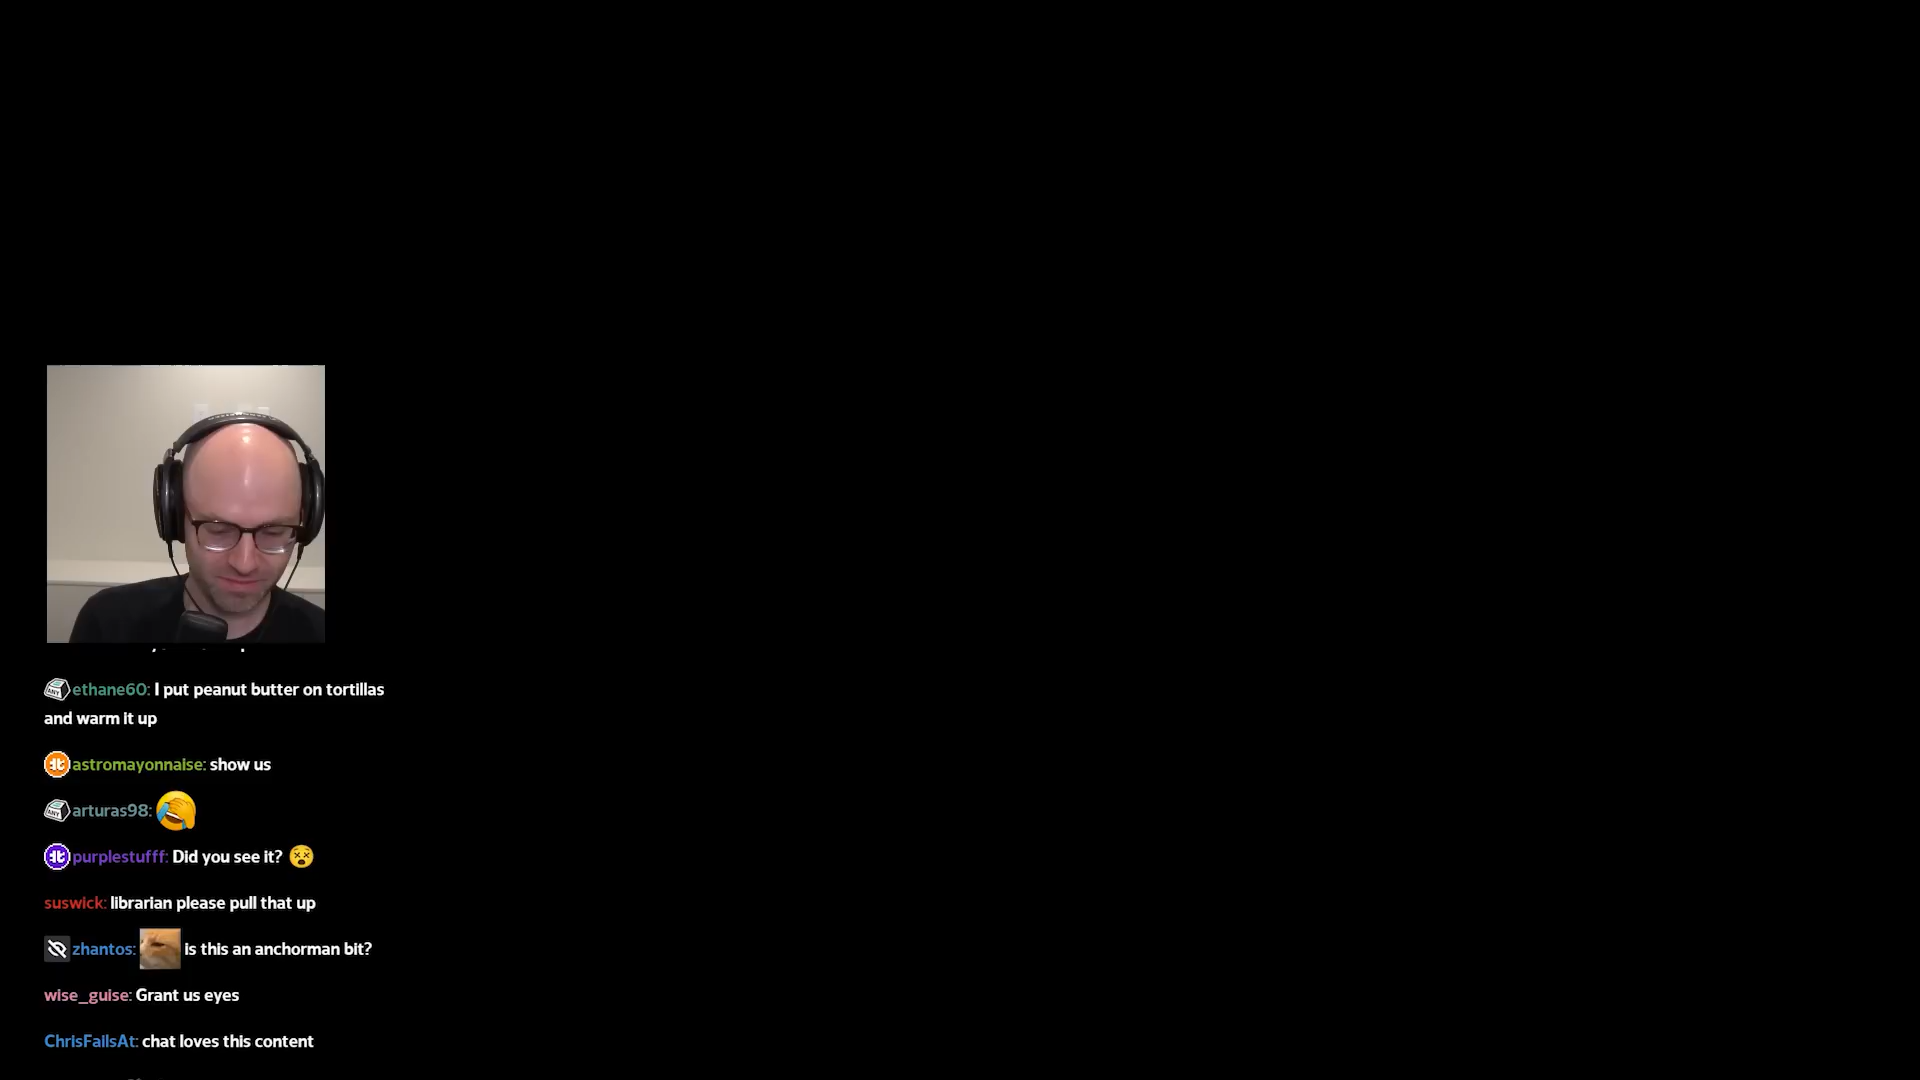 ethane60: I put peanut butter on tortillas
and warm it up
astromayonnaise: show us
arturas98:
purplestufff: Did you see it?
suswick: librarian please pull that up
zhantos: is this an anchorman bit?
wise_guise: Grant us eyes
ChrisFailsAt: chat loves this content